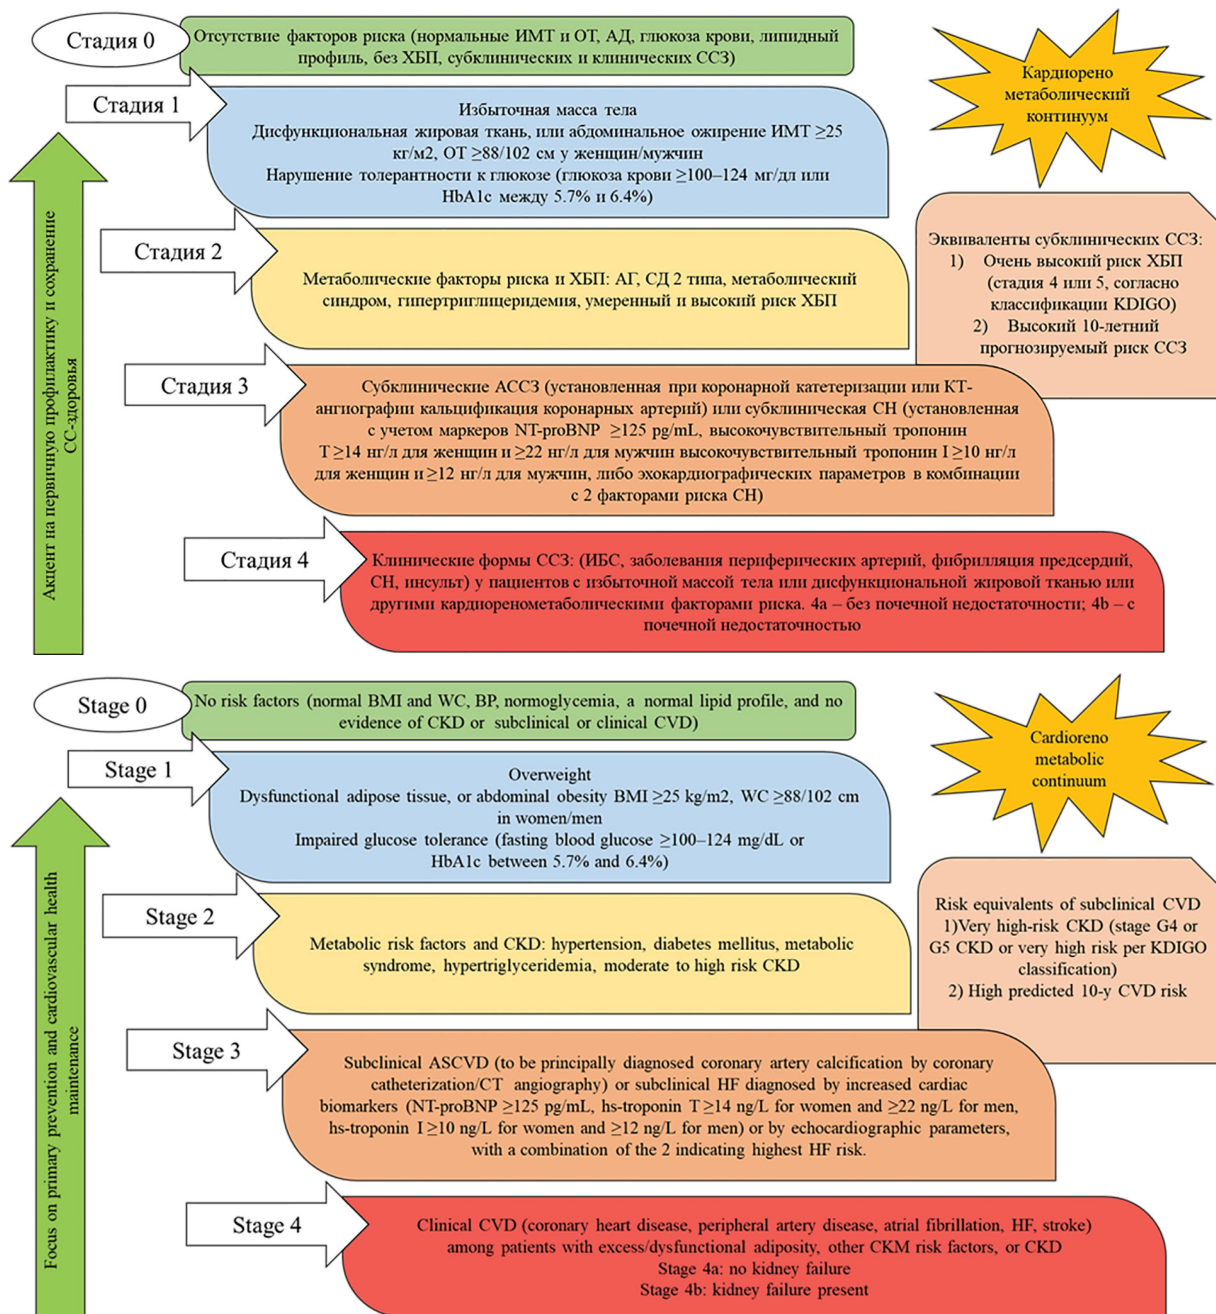 Стадия 0
Отсутствие факторов риска (нормальные ИМТ и ОТ, АД, глюкоза крови, липидный
профиль, без ХБП, субклинических и клинических ССЗ)
Кардиорено
метаболический
континуум
Стадия 1
Избыточная масса тела
Дисфункциональная жировая ткань, или абдоминальное ожирение ИМТ ≥25
кг/м2, ОТ ≥88/102 см у женщин/мужчин
Нарушение толерантности к глюкозе (глюкоза крови ≥100–124 мг/дл или
HbA1c между 5.7% и 6.4%)
Акцент на первичную профилактику и сохранение
СС-здоровья
Стадия 2
Метаболические факторы риска и ХБП: АГ, СД 2 типа, метаболический
синдром, гипертриглицеридемия, умеренный и высокий риск ХБП
Эквиваленты субклинических ССЗ:
1) Очень высокий риск ХБП
(стадия 4 или 5, согласно
классификации KDIGO)
2) Высокий 10-летний
прогнозируемый риск ССЗ
Стадия 3
Субклинические АССЗ (установленная при коронарной катетеризации или КТ-
ангиографии кальцификация коронарных артерий) или субклиническая СН (установленная
с учетом маркеров NT-proBNP ≥125 pg/mL, высокочувствительный тропонин
T ≥14 нг/л для женщин и ≥22 нг/л для мужчин высокочувствительный тропонин I ≥10 нг/л
для женщин и ≥12 нг/л для мужчин, либо эхокардиографических параметров в комбинации
с 2 факторами риска СН)
Стадия 4
Клинические формы ССЗ: (ИБС, заболевания периферических артерий, фибрилляция предсердий,
СН, инсульт) у пациентов с избыточной массой тела или дисфункциональной жировой тканью или
другими кардиоренометаболическими факторами риска. 4а – без почечной недостаточности; 4b – с
почечной недостаточностью
Stage 0
No risk factors (normal BMI and WC, BP, normoglycemia, a normal lipid profile, and no
evidence of CKD or subclinical or clinical CVD)
Cardioreno
metabolic
continuum
Stage 1
Overweight
Dysfunctional adipose tissue, or abdominal obesity BMI ≥25 kg/m2, WC ≥88/102 cm
in women/men
Impaired glucose tolerance (fasting blood glucose ≥100–124 mg/dL or
HbA1c between 5.7% and 6.4%)
Focus on primary prevention and cardiovascular health
maintenance
Stage 2
Metabolic risk factors and CKD: hypertension, diabetes mellitus, metabolic
syndrome, hypertriglyceridemia, moderate to high risk CKD
Risk equivalents of subclinical CVD
1)Very high-risk CKD (stage G4 or
G5 CKD or very high risk per KDIGO
classification)
2) High predicted 10-y CVD risk
Stage 3
Subclinical ASCVD (to be principally diagnosed coronary artery calcification by coronary
catheterization/CT angiography) or subclinical HF diagnosed by increased cardiac
biomarkers (NT-proBNP ≥125 pg/mL, hs-troponin T ≥14 ng/L for women and ≥22 ng/L for men,
hs-troponin I ≥10 ng/L for women and ≥12 ng/L for men) or by echocardiographic parameters,
with a combination of the 2 indicating highest HF risk.
Stage 4
Clinical CVD (coronary heart disease, peripheral artery disease, atrial fibrillation, HF, stroke)
among patients with excess/dysfunctional adiposity, other CKM risk factors, or CKD
Stage 4a: no kidney failure
Stage 4b: kidney failure present